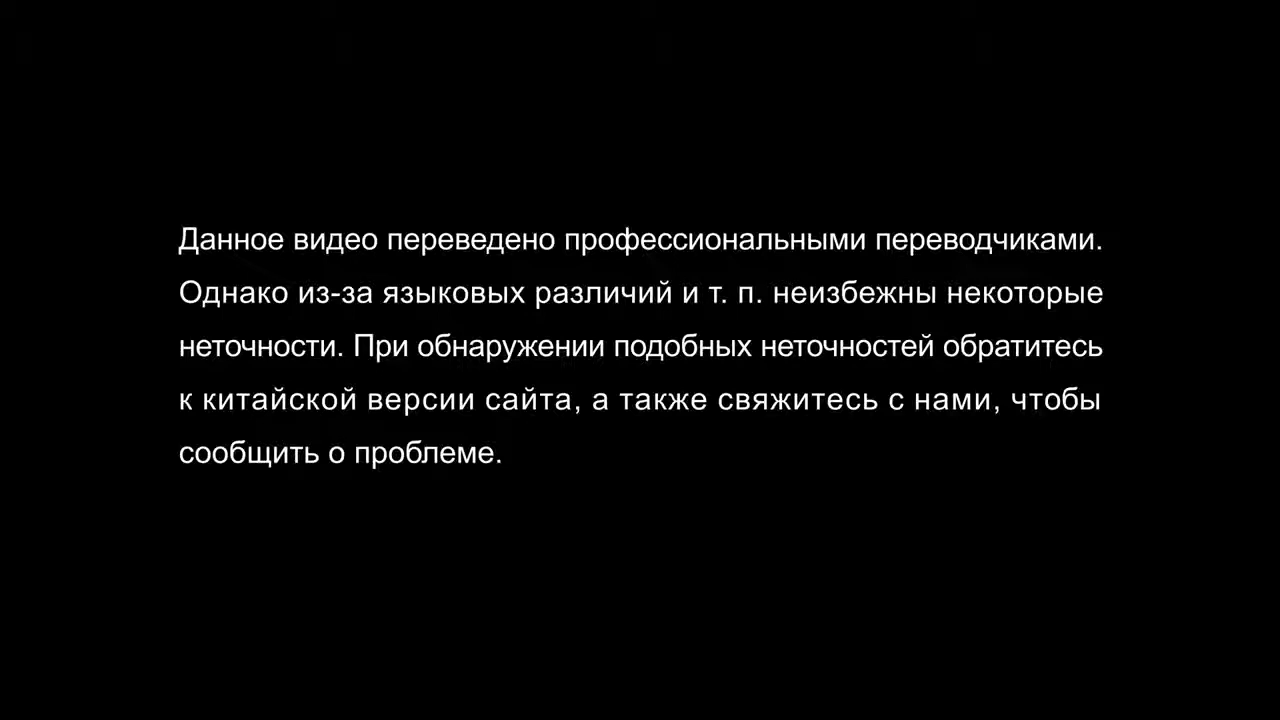 Данное видео переведено профессиональными переводчиками.
Однако из-за языковых различий и т. п. неизбежны некоторые
неточности. При обнаружении подобных неточностей обратитесь
к китайской версии сайта, а также свяжитесь с нами, чтобы
сообщить о проблеме.